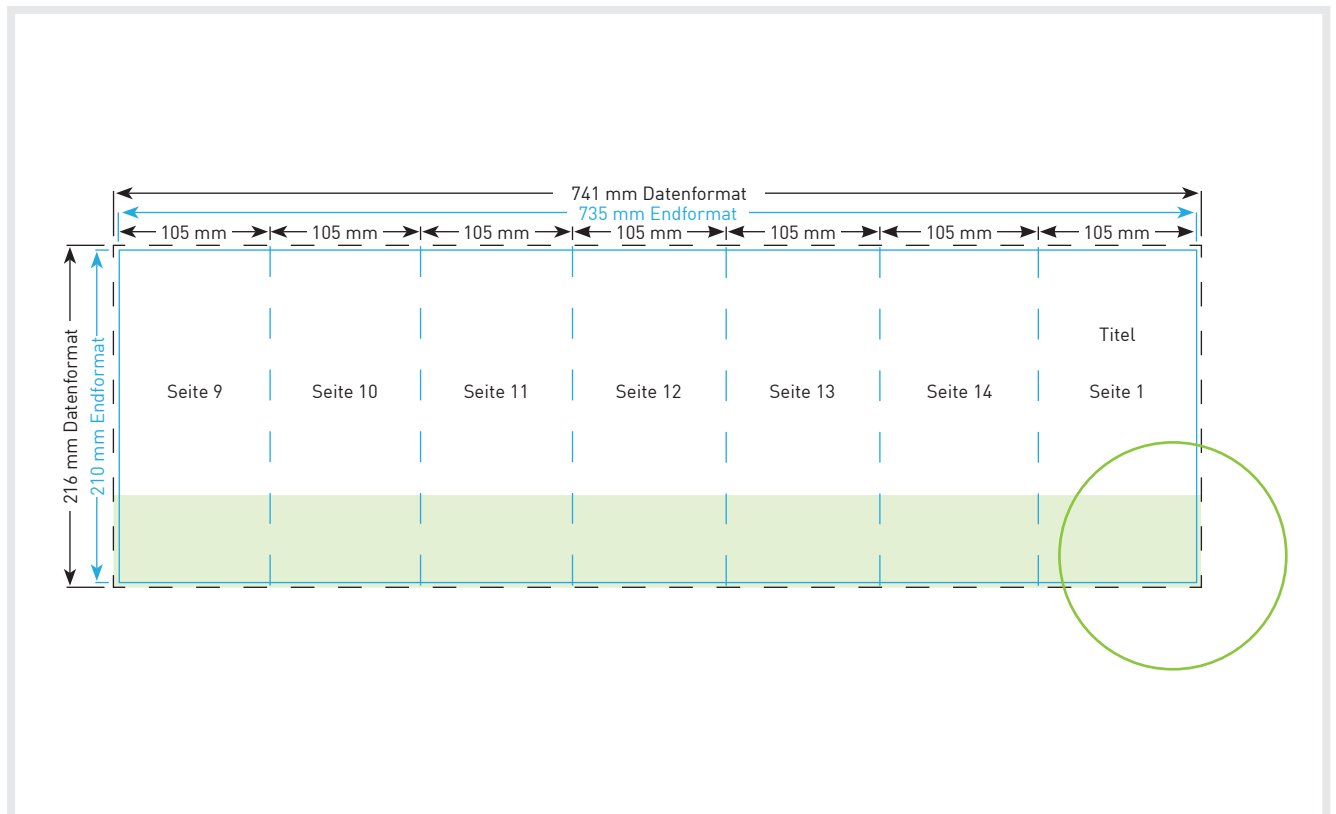 741 mm Datenformat
735 mm Endformat
105 mm 105 mm 105 mm 105 mm 105 mm 105 mm 105 mm
216 mm Datenformat
210 mm Endformat
Titel
Seite 9 Seite 10 Seite 11 Seite 12 Seite 13 Seite 14 Seite 1